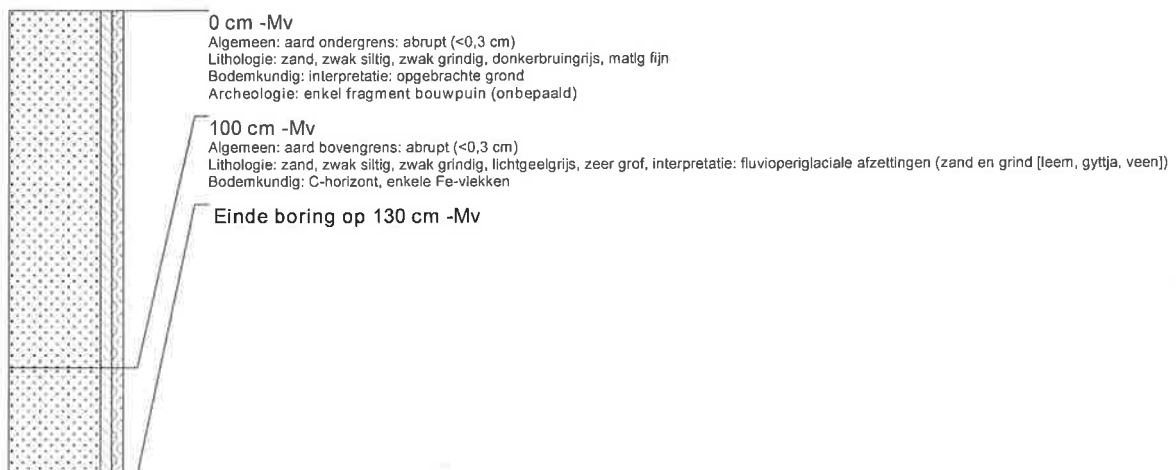 0 cm -Mv
Algemeen: aard ondergrens: abrupt (<0,3 cm)
Lithologie: zand, zwak siltig, zwak grindig, donkerbruingrijs, matig fijn
Bodemkundig: interpretatie: opgebrachte grond
Archeologie: enkel fragment bouwpuin (onbepaald)
100 cm -Mv
Algemeen: aard bovengrens: abrupt (<0,3 cm)
Lithologie: zand, zwak siltig, zwak grindig, lichtgeelgrijs, zeer grof, interpretatie: fluvioperiglaciale afzettingen (zand en grind [leem, gyttja, veen])
Bodemkundig: C-horizont, enkele Fe-vlekken
Einde boring op 130 cm -Mv